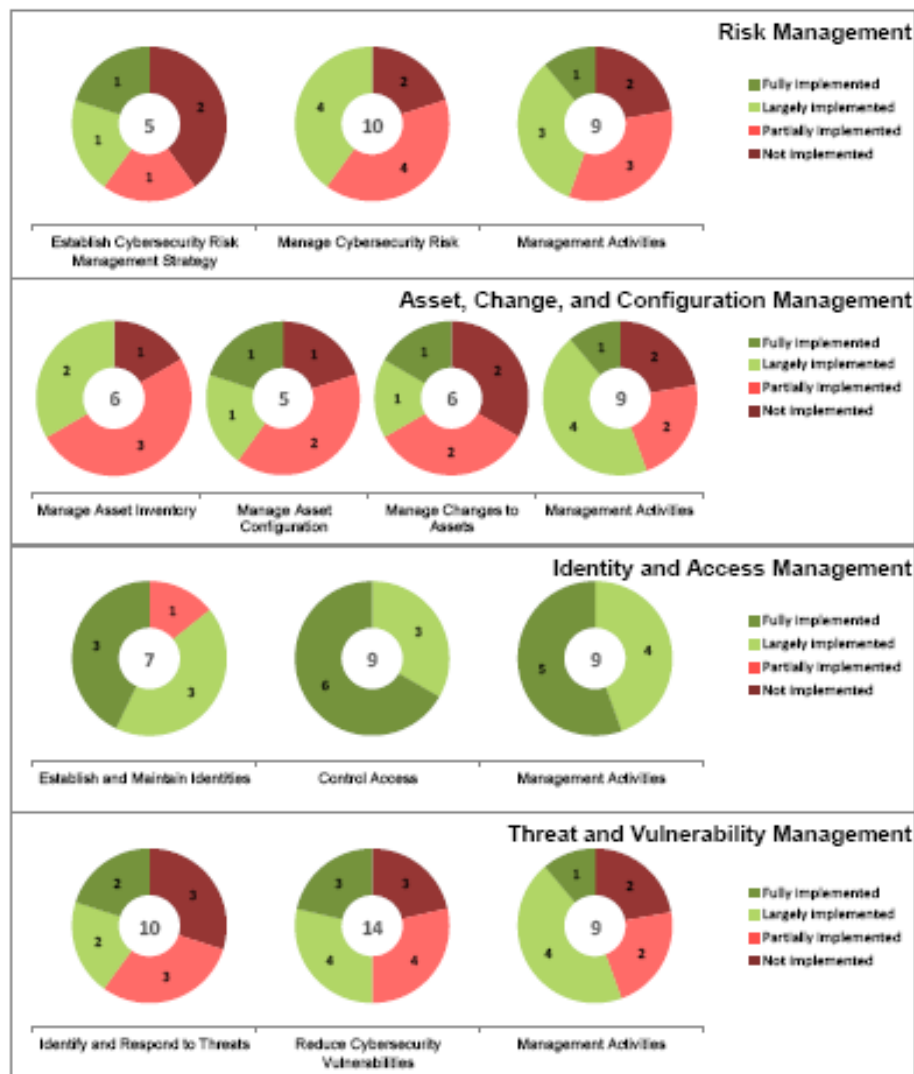 Risk Management
1
2
1
1
5
2
4
4
10
1
2
3
3
9
Fully Implemented
Largely Implemented
Partially Implemented
Not Implemented
Establish Cybersecurity Risk
Management Strategy
Manage Cybersecurity Risk
Management Activities
Asset, Change, and Configuration Management
2
1
3
6
1
1
1
2
5
1
2
1
2
6
1
2
4
2
9
Fully Implemented
Largely Implemented
Partially Implemented
Not Implemented
Manage Asset Inventory
Manage Asset
Configuration
Manage Changes to
Assets
Management Activities
Identity and Access Management
1
3
3
7
3
6
9
4
5
9
Fully Implemented
Largely Implemented
Partially Implemented
Not Implemented
Establish and Maintain Identities
Control Access
Management Activities
Threat and Vulnerability Management
2
3
2
3
10
3
3
4
4
14
1
2
4
2
9
Fully Implemented
Largely Implemented
Partially Implemented
Not Implemented
Identify and Respond to Threats
Reduce Cybersecurity
Vulnerabilities
Management Activities